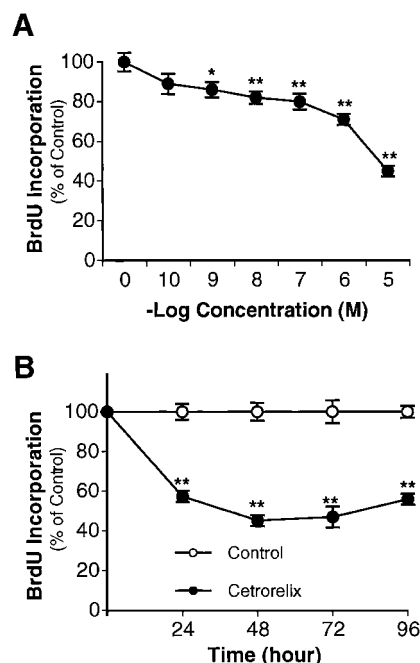 A
BrdU Incorporation
(% of Control)
100
80
60
40
20
0
*
**
**
**
**
0 10 9 8 7 6 5
-Log Concentration (M)
B
BrdU Incorporation
(% of Control)
100
80
60
40
20
0
**
**
**
**
Control
Cetrorelix
24 48 72 96
Time (hour)